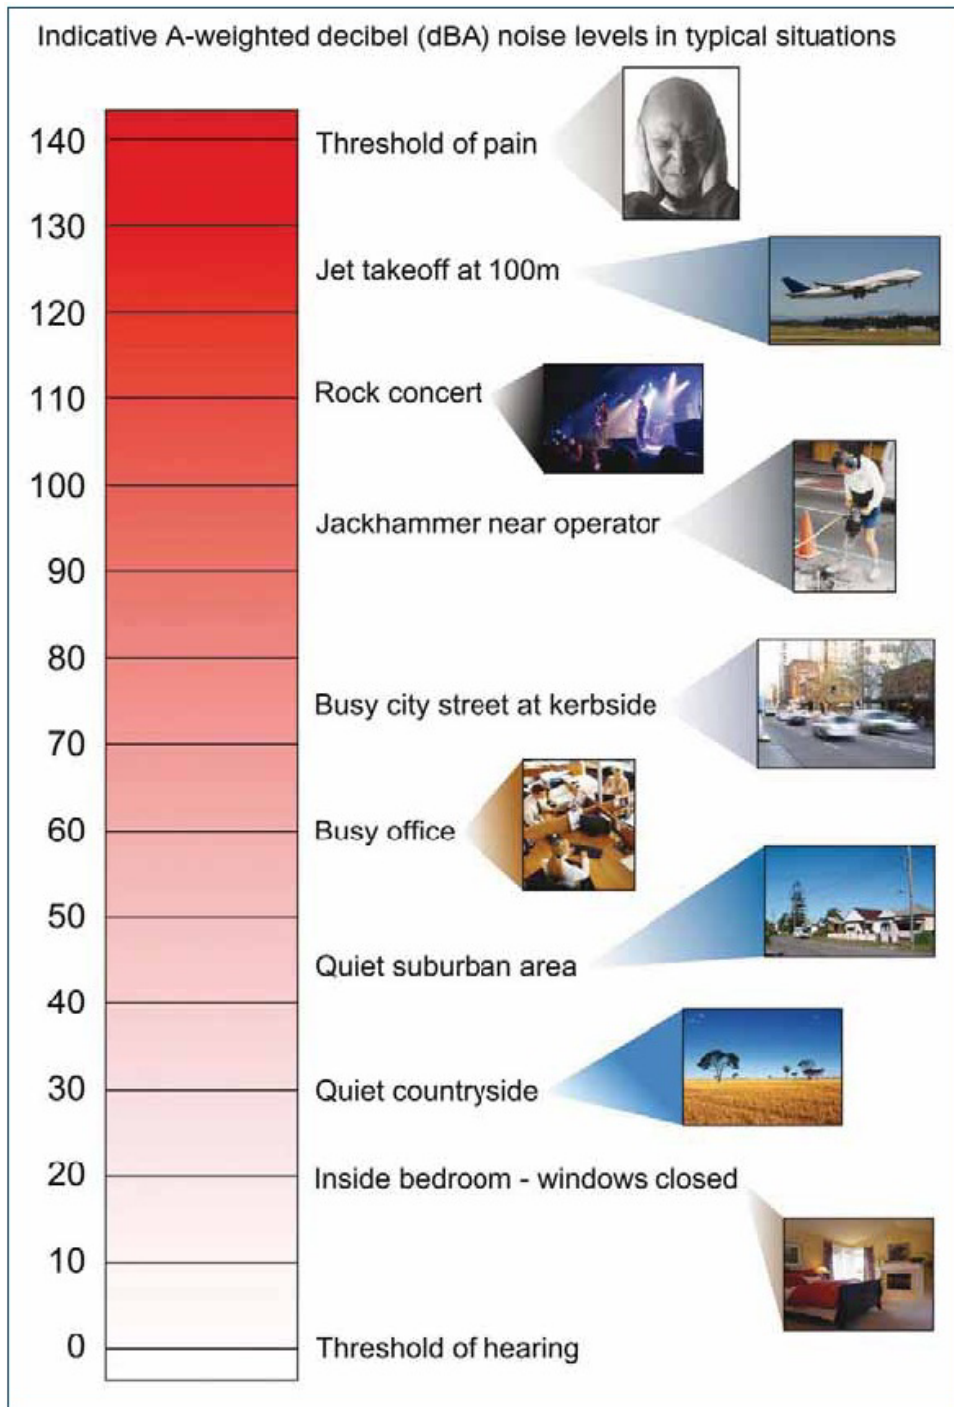 Indicative A-weighted decibel (dBA) noise levels in typical situations
140 Threshold of pain
130
Jet takeoff at 100m
120
110 Rock concert
100
Jackhammer near operator
90
80
Busy city street at kerbside
70
60 Busy office
50
Quiet suburban area
40
30 Quiet countryside
20 Inside bedroom - windows closed
10
0 Threshold of hearing